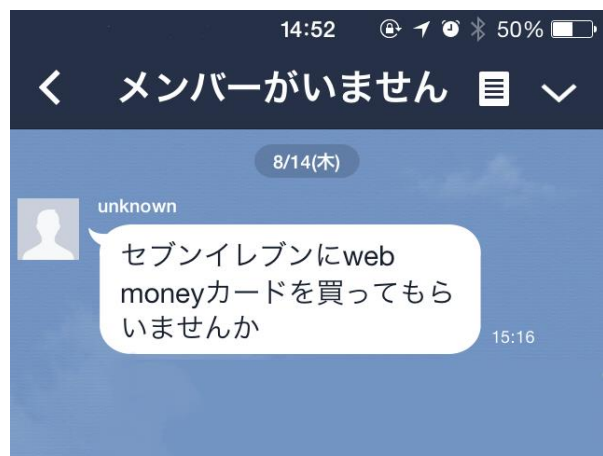 14:52 50%
メンバーがいません
8/14(木)
unknown
セブンイレブンにweb
moneyカードを買ってもら
いませんか
15:16